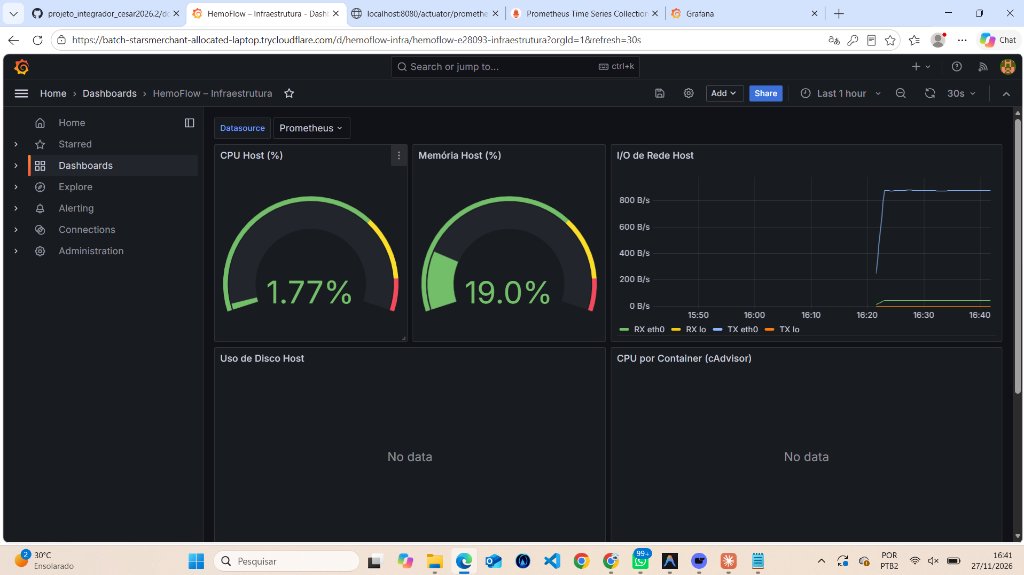 projeto_integrador_cesar2026.2/do
HemoFlow – Infraestrutura - Dash
localhost:8080/actuator/promethe
Prometheus Time Series Collection
Grafana
https://batch-starsmerchant-allocated-laptop.trycloudflare.com/d/hemoflow-infra/hemoflow-e28093-infraestrutura?orgId=1&refresh=30s
Chat
Search or jump to...
ctrl+k
Home › Dashboards › HemoFlow – Infraestrutura
Add
Share
Last 1 hour
30s
Home
Starred
Dashboards
Explore
Alerting
Connections
Administration
Datasource
Prometheus
CPU Host (%)
1.77%
Memória Host (%)
19.0%
I/O de Rede Host
800 B/s
600 B/s
400 B/s
200 B/s
0 B/s
15:50 16:00 16:10 16:20 16:30 16:40
RX eth0 RX lo TX eth0 TX lo
Uso de Disco Host
No data
CPU por Container (cAdvisor)
No data
2
30°C
Ensolarado
Pesquisar
99+
POR
PTB2
16:41
27/11/2026